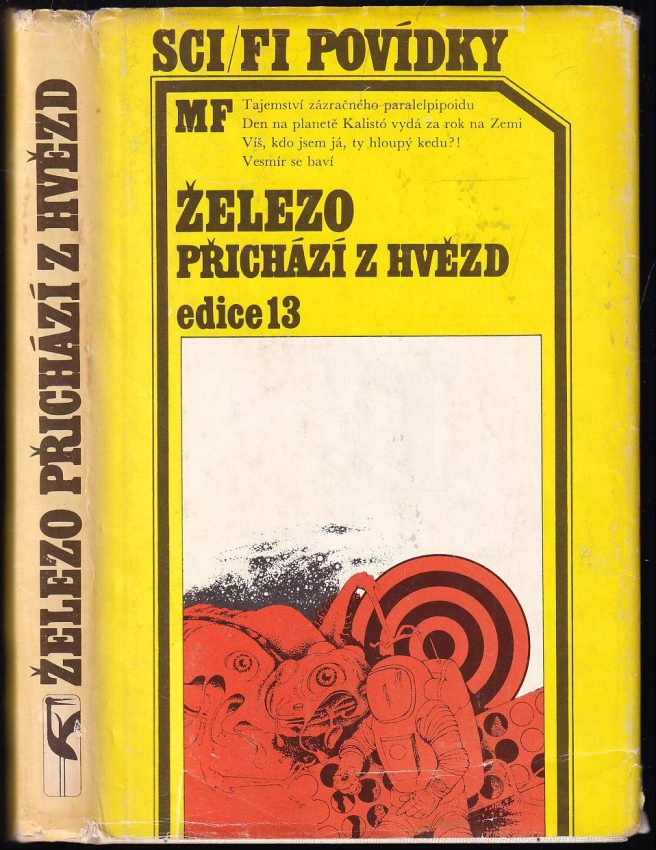 SCI/FI POVÍDKY
MF
Tajemství zázračného paralelpipoidu
Den na planetě Kalistó vydá za rok na Zemi
Víš, kdo jsem já, ty hloupý kedu?!
Vesmír se baví
ŽELEZO
PŘICHÁZÍ Z HVĚZD
edice 13
ŽELEZO PŘICHÁZÍ Z HVĚZD